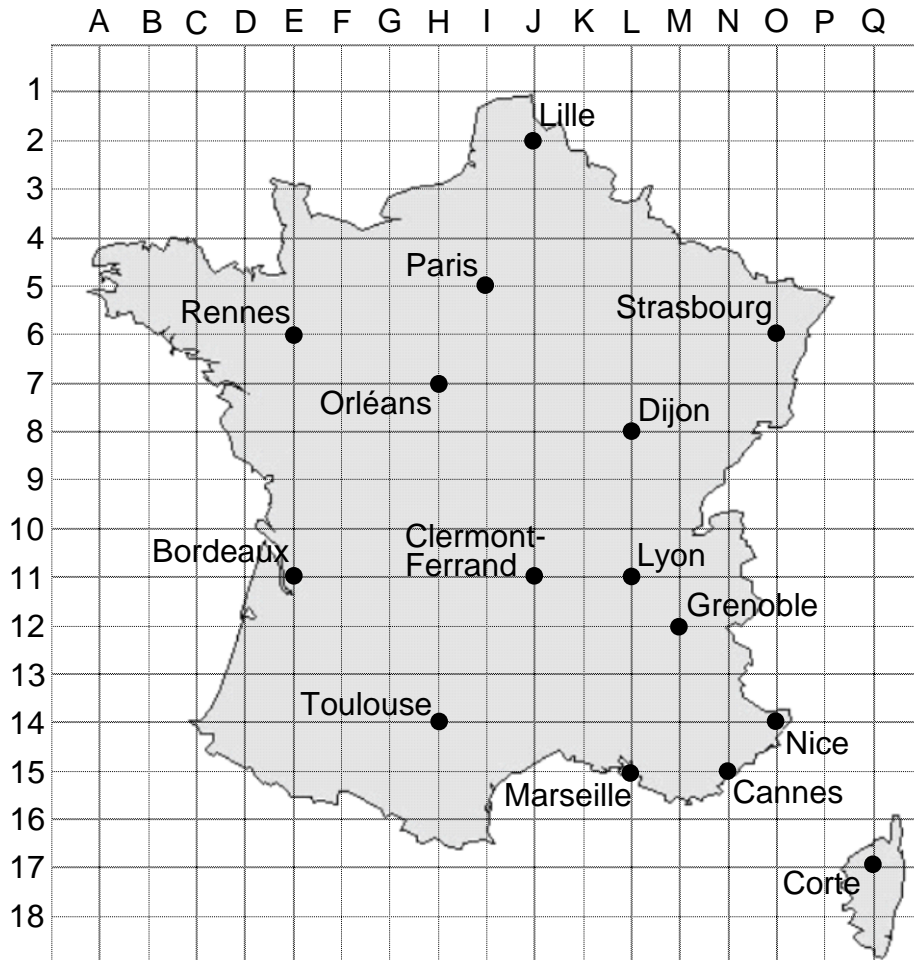 A B C D E F G H I J K L M N O P Q
1
Lille
2
3
4
Paris
5
Strasbourg
Rennes
6
7
Orléans
Dijon
8
9
10
Clermont-
Bordeaux
Lyon
Ferrand
11
Grenoble
12
13
Toulouse
14
Nice
15
Marseille
Cannes
16
17
Corte
18